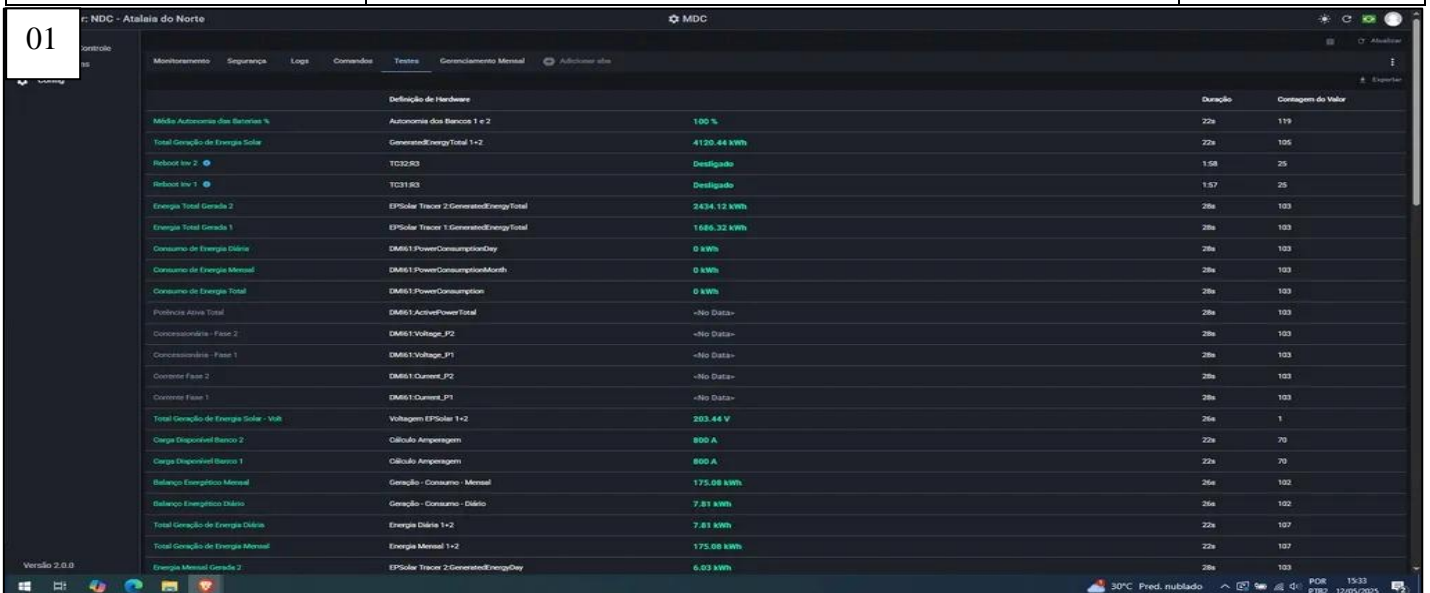 01
r: NDC - Atalaia do Norte
MDC
Controle
ns
Config
Atualizar
Monitoramento Segurança Logs Comandos Testes Gerenciamento Mensal Adicionar aba
Exportar
Definição de Hardware Duração Contagem do Valor
Média Autonomia das Baterias % Autonomia dos Bancos 1 e 2 100 % 22s 119
Total Geração de Energia Solar GeneratedEnergyTotal 1+2 4120.44 kWh 22s 105
Reboot Inv 2 TC32:R3 Desligado 1:58 25
Reboot Inv 1 TC31:R3 Desligado 1:57 25
Energia Total Gerada 2 EPSolar Tracer 2:GeneratedEnergyTotal 2434.12 kWh 28s 103
Energia Total Gerada 1 EPSolar Tracer 1:GeneratedEnergyTotal 1686.32 kWh 28s 103
Consumo de Energia Diária DMI61:PowerConsumptionDay 0 kWh 28s 103
Consumo de Energia Mensal DMI61:PowerConsumptionMonth 0 kWh 28s 103
Consumo de Energia Total DMI61:PowerConsumption 0 kWh 28s 103
Potência Ativa Total DMI61:ActivePowerTotal <No Data> 28s 103
Concessionária - Fase 2 DMI61:Voltage_P2 <No Data> 28s 103
Concessionária - Fase 1 DMI61:Voltage_P1 <No Data> 28s 103
Corrente Fase 2 DMI61:Current_P2 <No Data> 28s 103
Corrente Fase 1 DMI61:Current_P1 <No Data> 28s 103
Total Geração de Energia Solar - Volt Voltagem EPSolar 1+2 203.44 V 26s 1
Carga Disponível Banco 2 Cálculo Amperagem 800 A 22s 70
Carga Disponível Banco 1 Cálculo Amperagem 800 A 22s 70
Balanço Energético Mensal Geração - Consumo - Mensal 175.08 kWh 26s 102
Balanço Energético Diário Geração - Consumo - Diário 7.81 kWh 26s 102
Total Geração de Energia Diária Energia Diária 1+2 7.81 kWh 22s 107
Total Geração de Energia Mensal Energia Mensal 1+2 175.08 kWh 22s 107
Energia Mensal Gerada 2 EPSolar Tracer 2:GeneratedEnergyDay 6.03 kWh 28s 103
Versão 2.0.0
30°C Pred. nublado POR 15:33
PTB2 12/05/2025